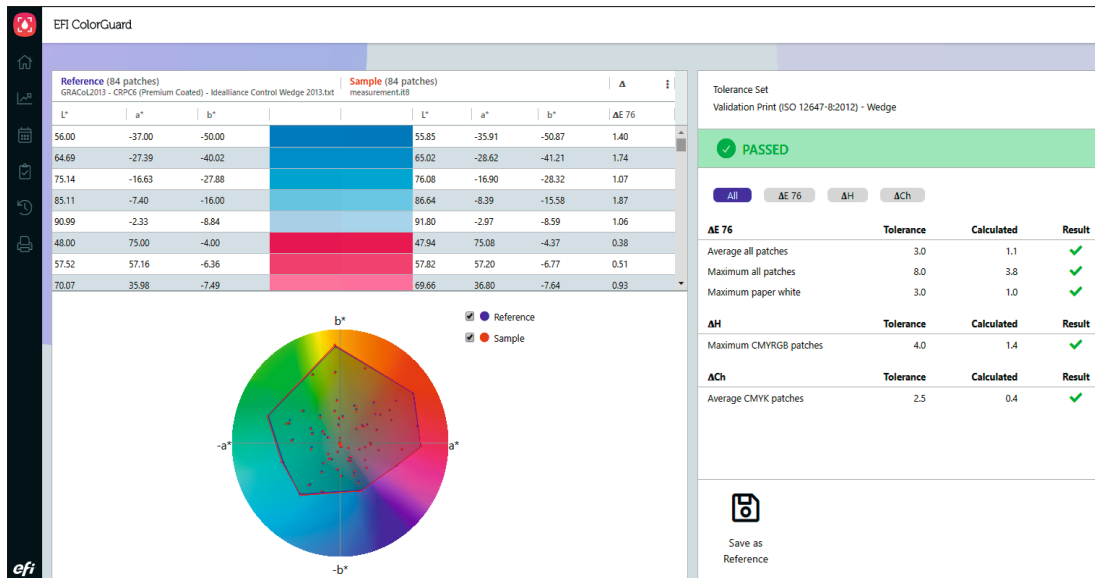 EFI ColorGuard
Reference (84 patches) Sample (84 patches) Δ
GRACoL2013 - CRPC6 (Premium Coated) - Idealliance Control Wedge 2013.txt measurement.it8
L* a* b* L* a* b* ΔE 76
56.00 -37.00 -50.00 55.85 -35.91 -50.87 1.40
64.69 -27.39 -40.02 65.02 -28.62 -41.21 1.74
75.14 -16.63 -27.88 76.08 -16.90 -28.32 1.07
85.11 -7.40 -16.00 86.64 -8.39 -15.58 1.87
90.99 -2.33 -8.84 91.80 -2.97 -8.59 1.06
48.00 75.00 -4.00 47.94 75.08 -4.37 0.38
57.52 57.16 -6.36 57.82 57.20 -6.77 0.51
70.07 35.98 -7.49 69.66 36.80 -7.64 0.93
b*
Reference
Sample
-a* a*
-b*
Tolerance Set
Validation Print (ISO 12647-8:2012) - Wedge
PASSED
All ΔE 76 ΔH ΔCh
ΔE 76 Tolerance Calculated Result
Average all patches 3.0 1.1
Maximum all patches 8.0 3.8
Maximum paper white 3.0 1.0
ΔH Tolerance Calculated Result
Maximum CMYRGB patches 4.0 1.4
ΔCh Tolerance Calculated Result
Average CMYK patches 2.5 0.4
Save as
Reference
efi